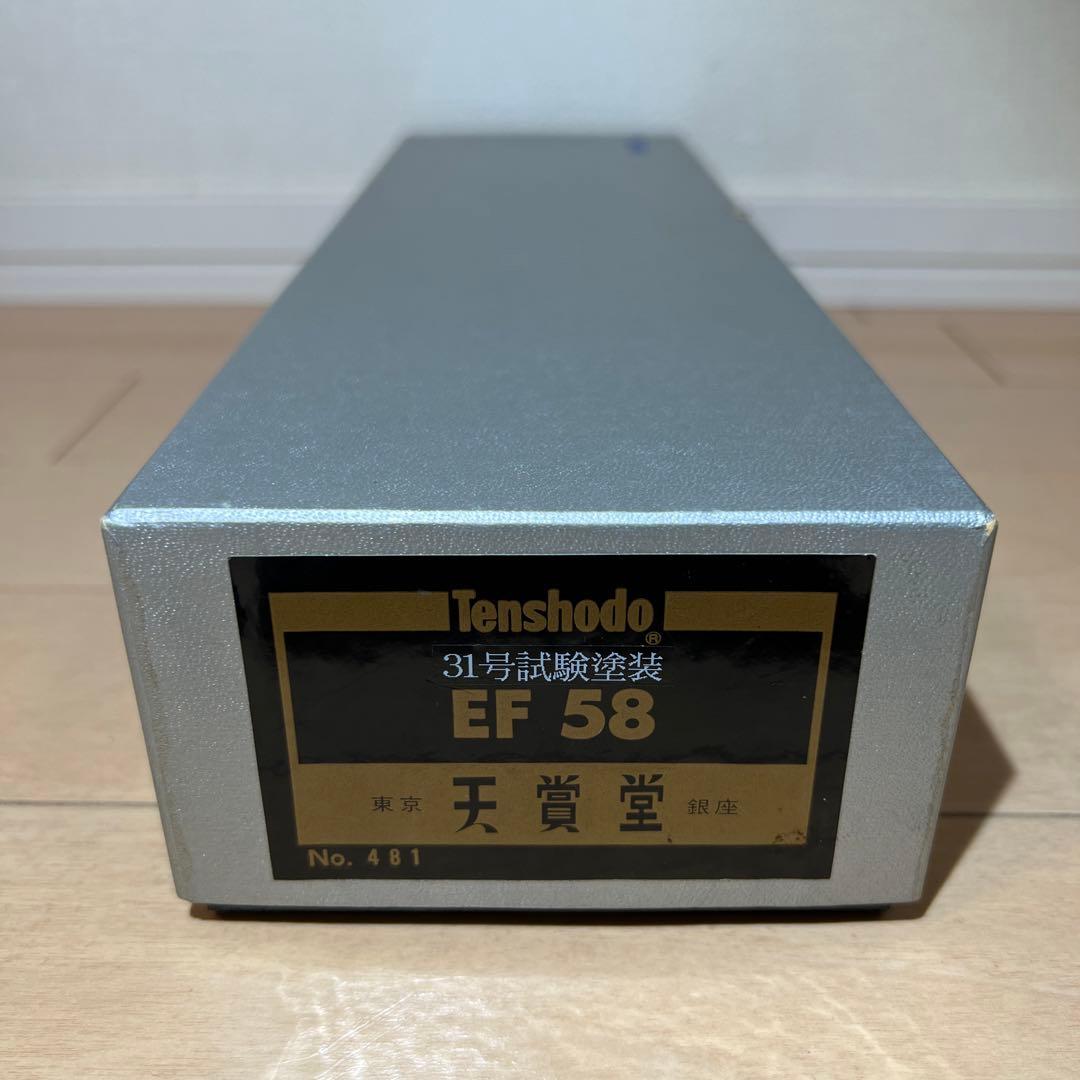 Tenshodo®
31号試験塗装
EF 58
東京 天賞堂 銀座
No. 481